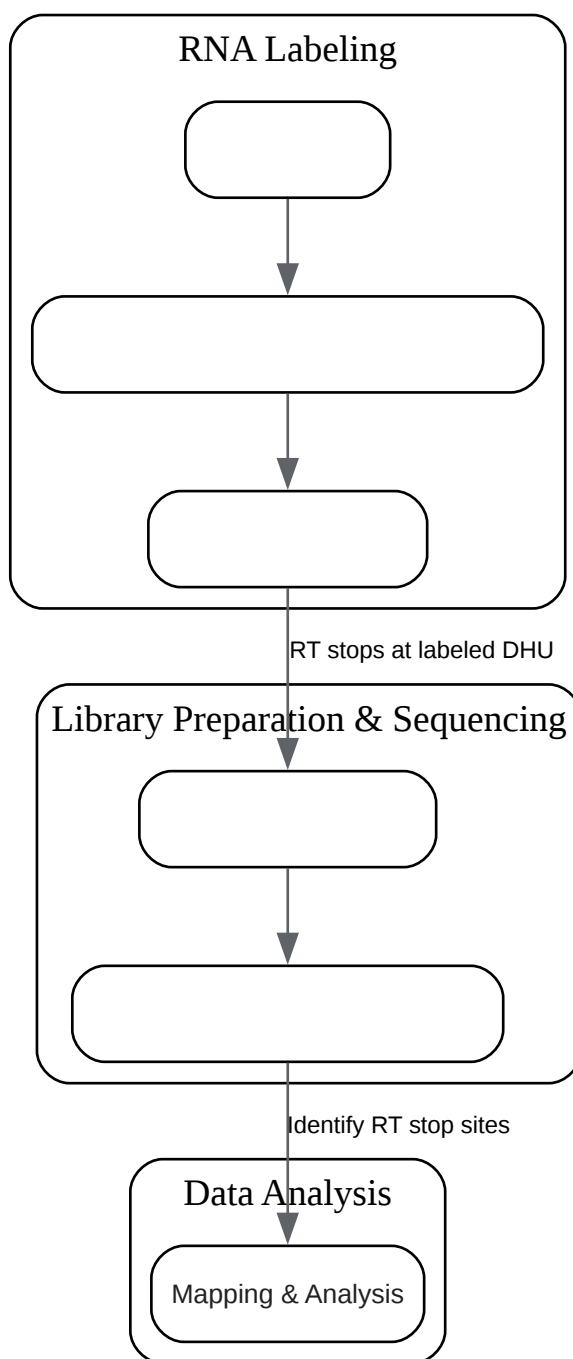 RNA Labeling
RT stops at labeled DHU
Library Preparation & Sequencing
Identify RT stop sites
Data Analysis
Mapping & Analysis